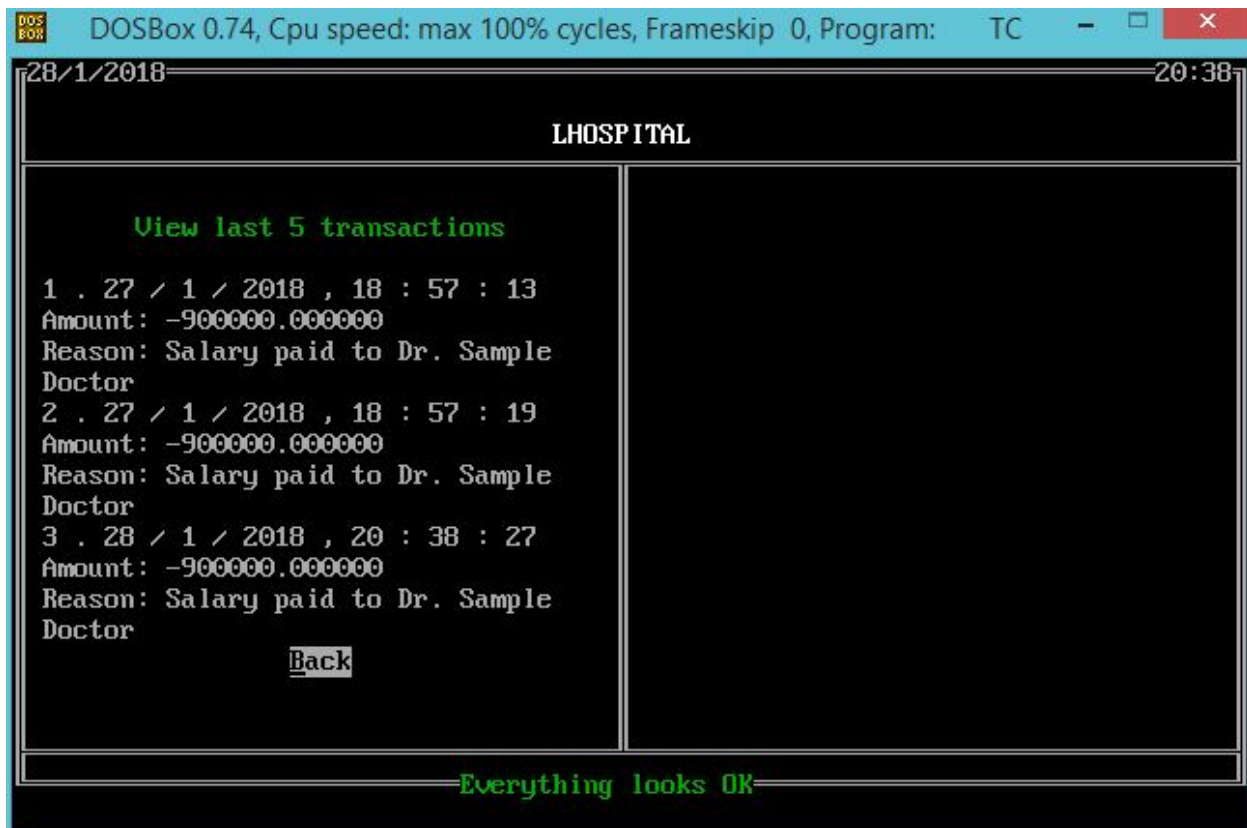 DOS
BOX
DOSBox 0.74, Cpu speed: max 100% cycles, Frameskip 0, Program: TC
28/1/2018 20:38
LHOSPITAL
View last 5 transactions
1 . 27 / 1 / 2018 , 18 : 57 : 13
Amount: -900000.000000
Reason: Salary paid to Dr. Sample
Doctor
2 . 27 / 1 / 2018 , 18 : 57 : 19
Amount: -900000.000000
Reason: Salary paid to Dr. Sample
Doctor
3 . 28 / 1 / 2018 , 20 : 38 : 27
Amount: -900000.000000
Reason: Salary paid to Dr. Sample
Doctor
Back
Everything looks OK